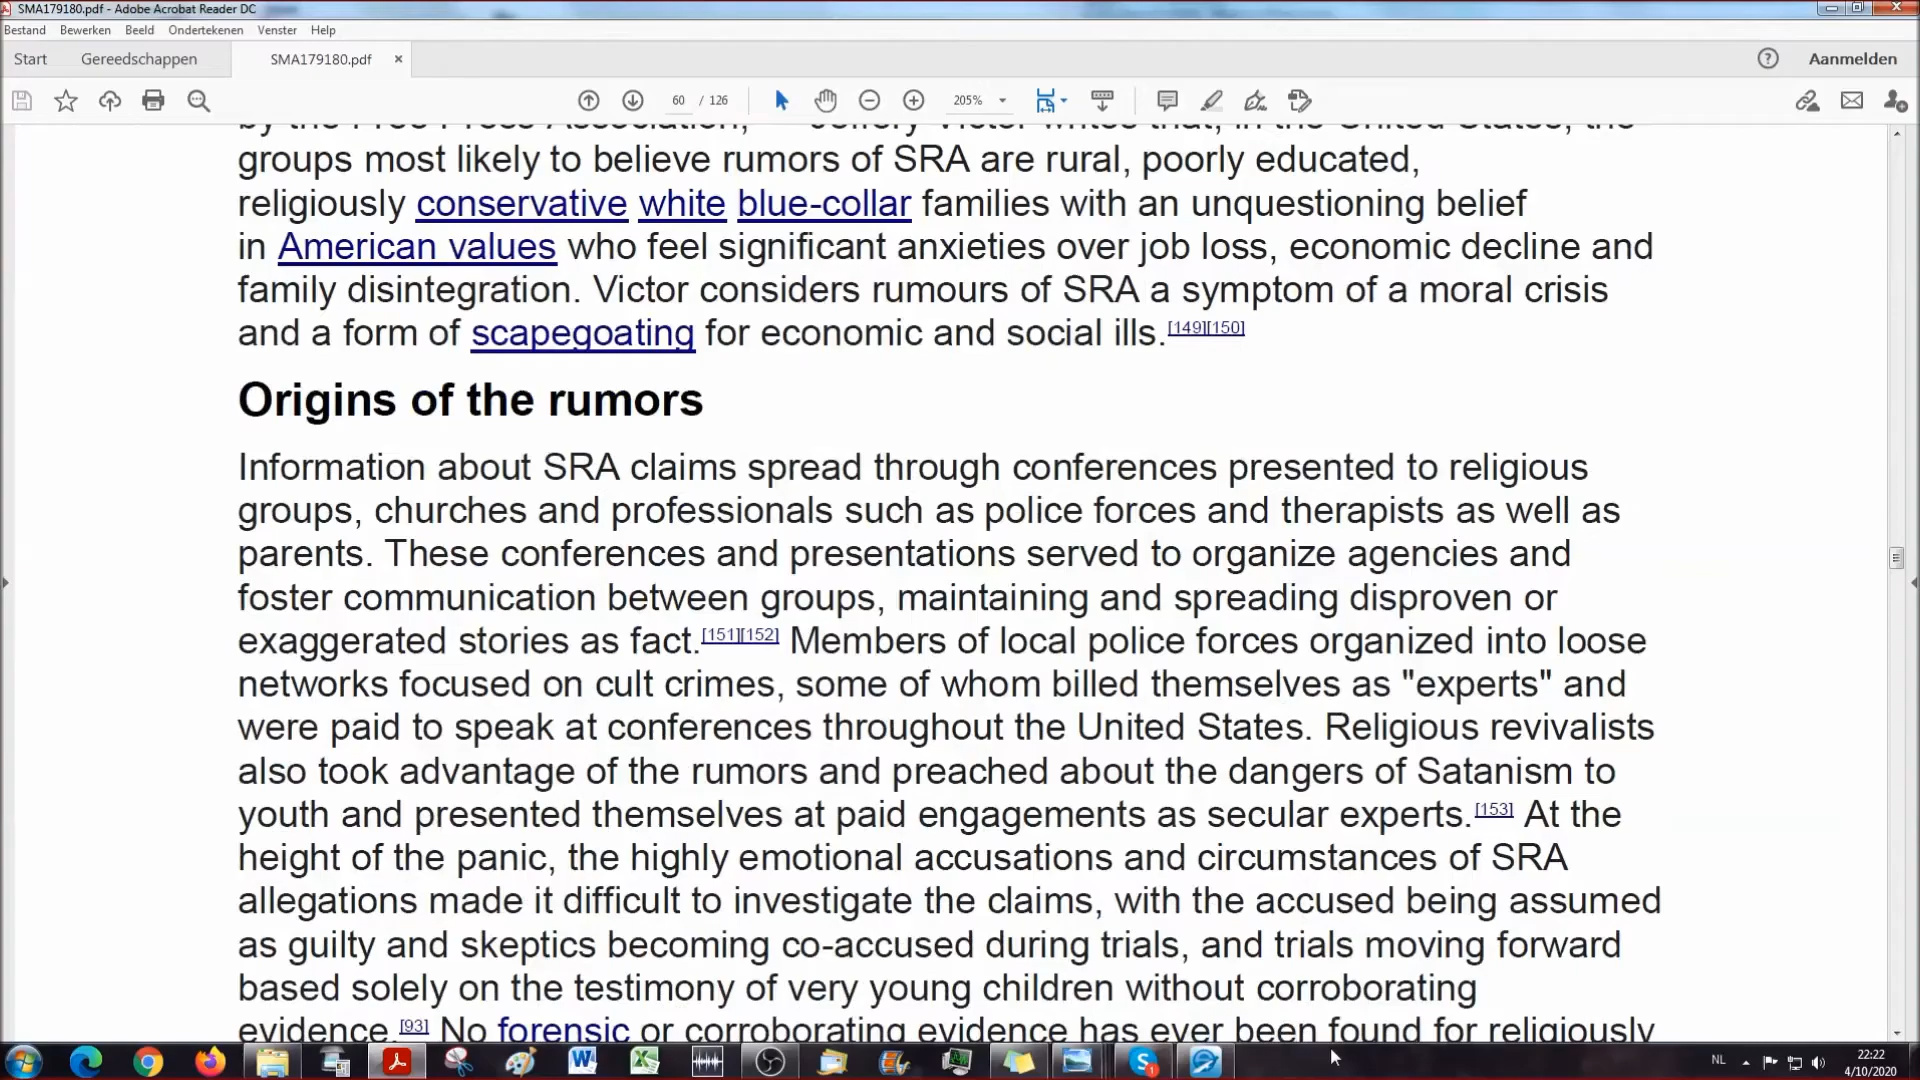 SMA179180.pdf - Adobe Acrobat Reader DC
Bestand Bewerken Beeld Ondertekenen Venster Help
Start Gereedschappen SMA179180.pdf × Aanmelden
60 / 126 205%
groups most likely to believe rumors of SRA are rural, poorly educated,
religiously conservative white blue-collar families with an unquestioning belief
in American values who feel significant anxieties over job loss, economic decline and
family disintegration. Victor considers rumours of SRA a symptom of a moral crisis
and a form of scapegoating for economic and social ills.[149][150]
Origins of the rumors
Information about SRA claims spread through conferences presented to religious
groups, churches and professionals such as police forces and therapists as well as
parents. These conferences and presentations served to organize agencies and
foster communication between groups, maintaining and spreading disproven or
exaggerated stories as fact.[151][152] Members of local police forces organized into loose
networks focused on cult crimes, some of whom billed themselves as "experts" and
were paid to speak at conferences throughout the United States. Religious revivalists
also took advantage of the rumors and preached about the dangers of Satanism to
youth and presented themselves at paid engagements as secular experts.[153] At the
height of the panic, the highly emotional accusations and circumstances of SRA
allegations made it difficult to investigate the claims, with the accused being assumed
as guilty and skeptics becoming co-accused during trials, and trials moving forward
based solely on the testimony of very young children without corroborating
evidence.[93] No forensic or corroborating evidence has ever been found for religiously
NL 22:22
4/10/2020